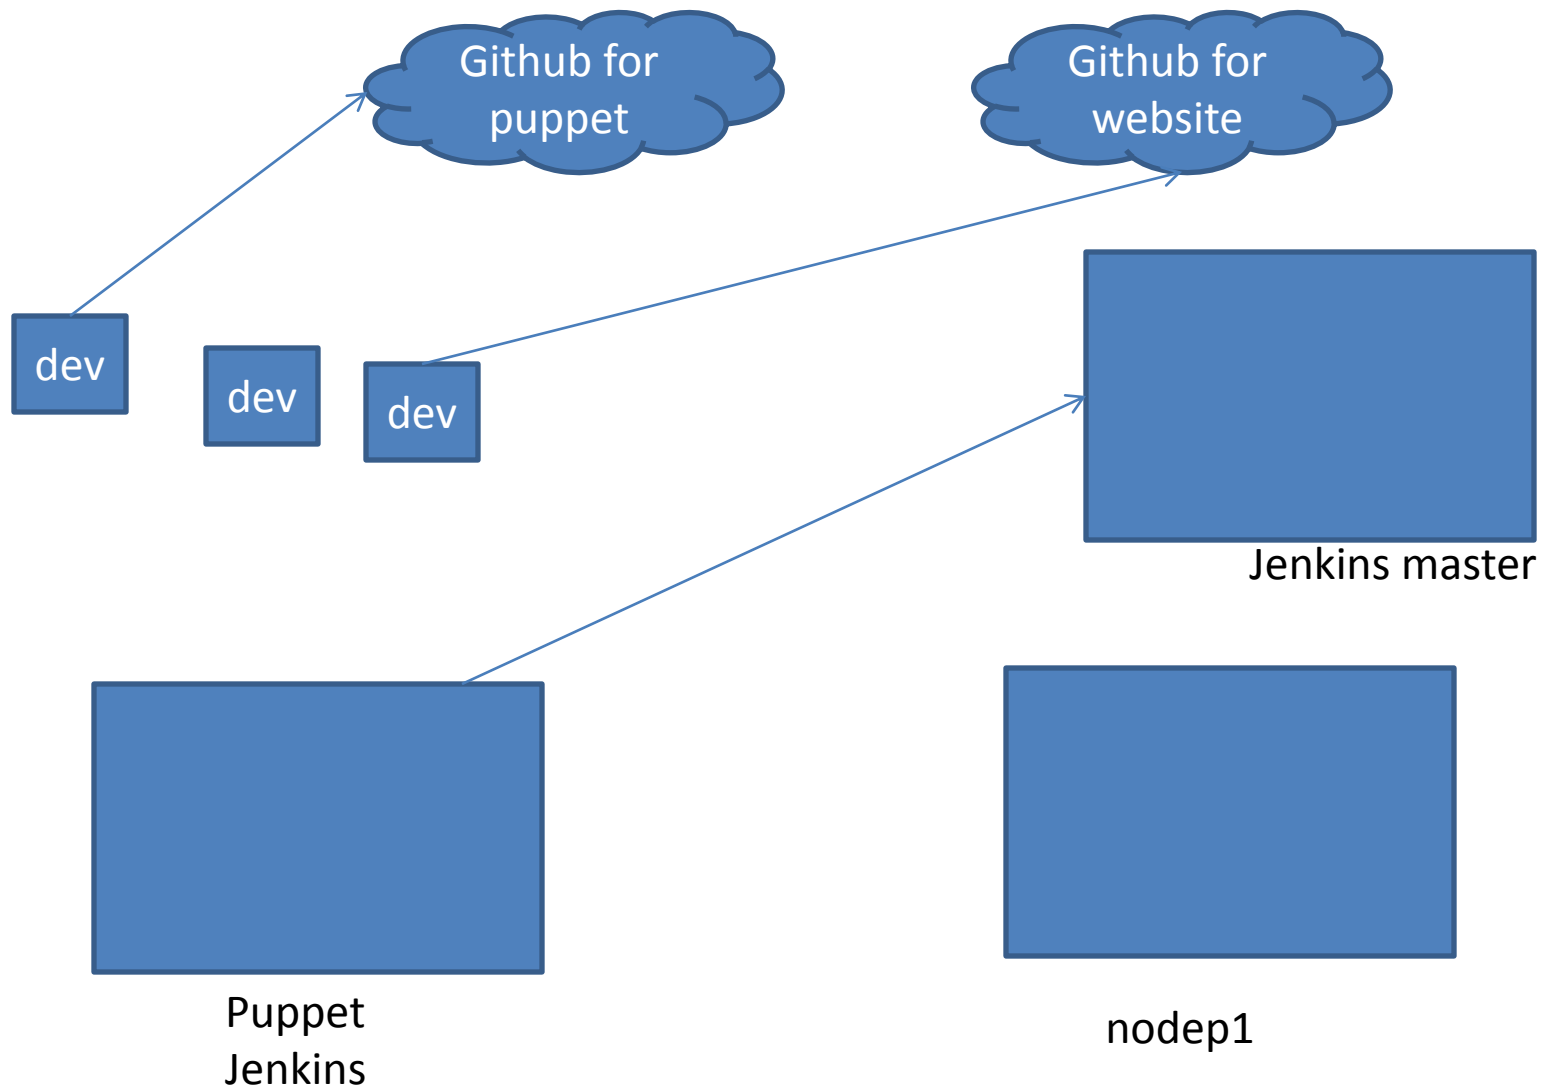 Github for
puppet
Github for
website
dev
dev
dev
Jenkins master
Puppet
Jenkins
nodep1